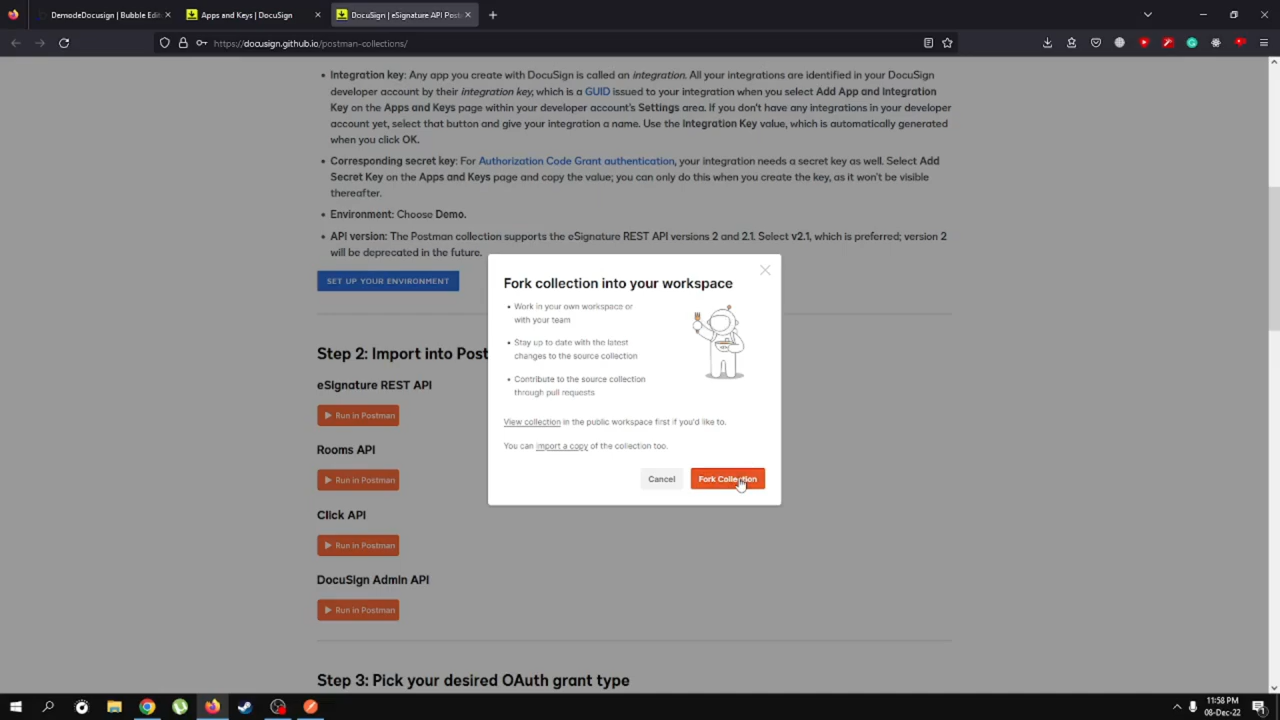 DemodeDocusign | Bubble Edit
Apps and Keys | DocuSign
DocuSign | eSignature API Post
https://docusign.github.io/postman-collections/
• Integration key: Any app you create with DocuSign is called an integration. All your integrations are identified in your DocuSign
developer account by their integration key, which is a GUID issued to your integration when you select Add App and Integration
Key on the Apps and Keys page within your developer account's Settings area. If you don't have any integrations in your developer
account yet, select that button and give your integration a name. Use the Integration Key value, which is automatically generated
when you click OK.
• Corresponding secret key: For Authorization Code Grant authentication, your integration needs a secret key as well. Select Add
Secret Key on the Apps and Keys page and copy the value; you can only do this when you create the key, as it won't be visible
thereafter.
• Environment: Choose Demo.
• API version: The Postman collection supports the eSignature REST API versions 2 and 2.1. Select v2.1, which is preferred; version 2
will be deprecated in the future.
SET UP YOUR ENVIRONMENT
Fork collection into your workspace
• Work in your own workspace or
with your team
• Stay up to date with the latest
changes to the source collection
• Contribute to the source collection
through pull requests
View collection in the public workspace first if you'd like to.
You can import a copy of the collection too.
Cancel
Fork Collection
Step 2: Import into Post
eSignature REST API
Run in Postman
Rooms API
Run in Postman
Click API
Run in Postman
DocuSign Admin API
Run in Postman
Step 3: Pick your desired OAuth grant type
11:58 PM
08-Dec-22